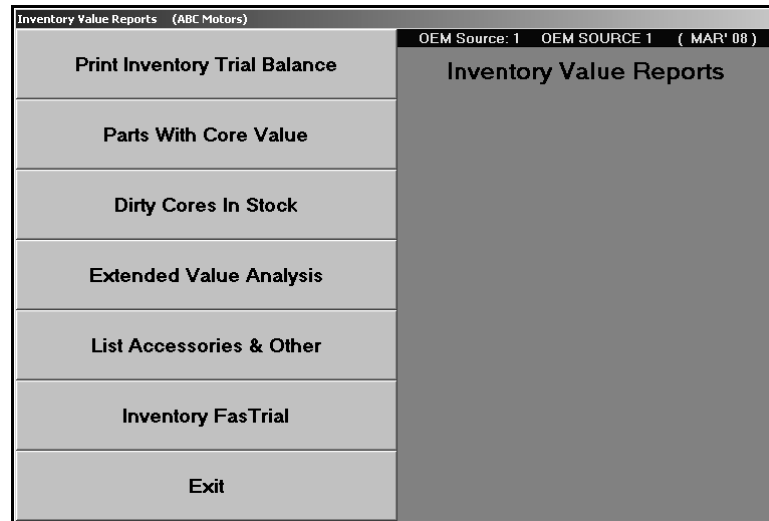 Inventory Value Reports (ABC Motors)
OEM Source: 1 OEM SOURCE 1 ( MAR' 08 )
Inventory Value Reports
Print Inventory Trial Balance
Parts With Core Value
Dirty Cores In Stock
Extended Value Analysis
List Accessories & Other
Inventory FasTrial
Exit